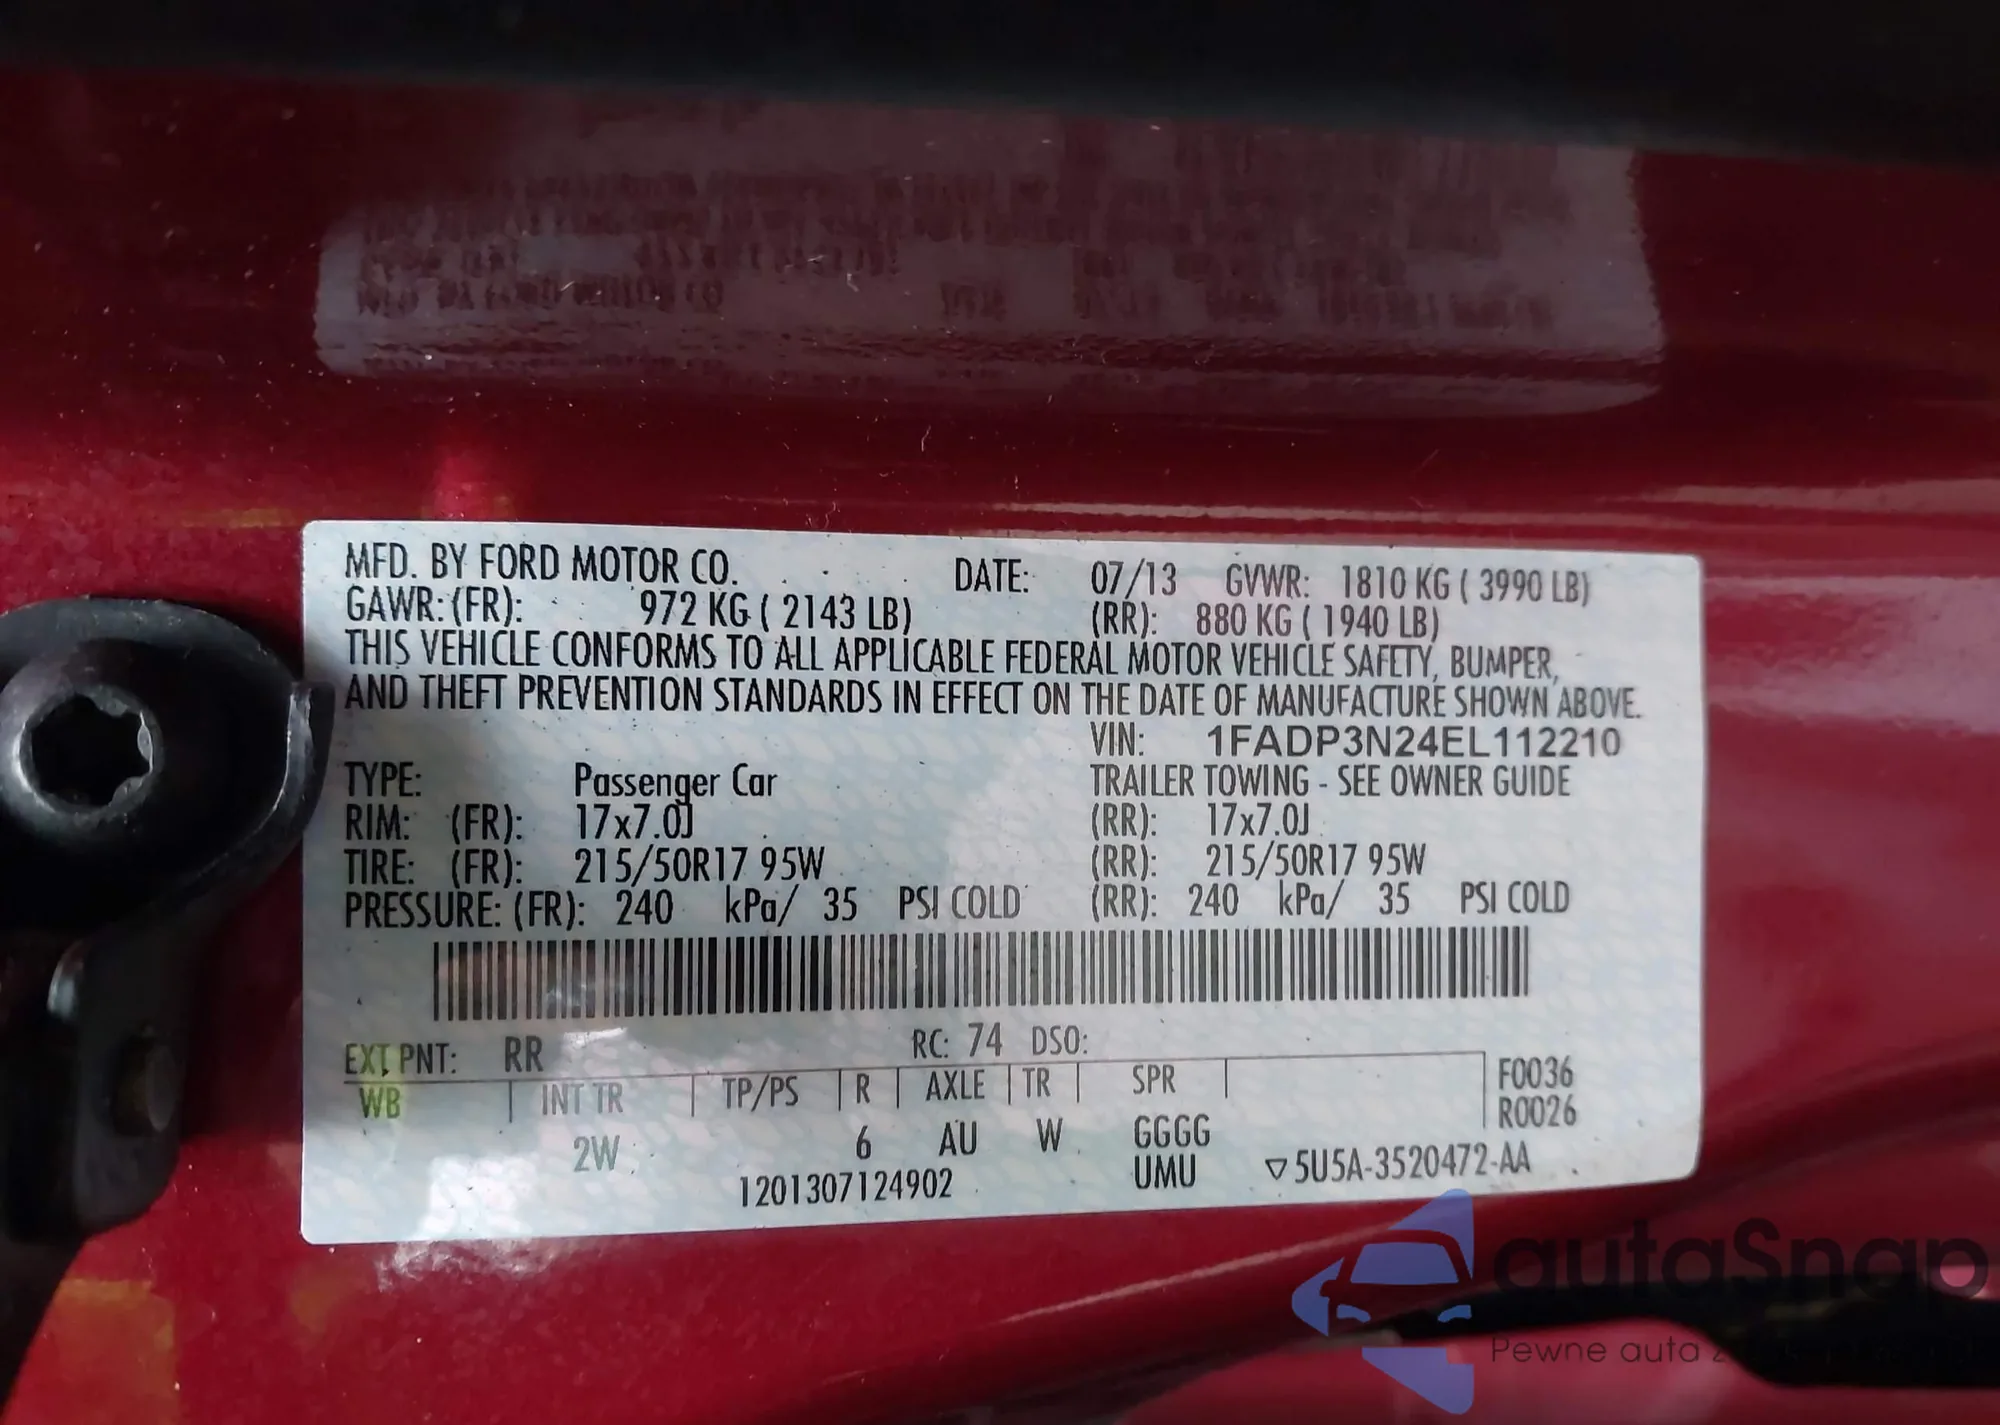 MFD. BY FORD MOTOR CO. DATE: 07/13 GVWR: 1810 KG ( 3990 LB)
GAWR: (FR): 972 KG ( 2143 LB) (RR): 880 KG ( 1940 LB)
THIS VEHICLE CONFORMS TO ALL APPLICABLE FEDERAL MOTOR VEHICLE SAFETY, BUMPER,
AND THEFT PREVENTION STANDARDS IN EFFECT ON THE DATE OF MANUFACTURE SHOWN ABOVE.
VIN: 1FADP3N24EL112210
TYPE: Passenger Car TRAILER TOWING - SEE OWNER GUIDE
RIM: (FR): 17x7.0J (RR): 17x7.0J
TIRE: (FR): 215/50R17 95W (RR): 215/50R17 95W
PRESSURE: (FR): 240 kPa/ 35 PSI COLD (RR): 240 kPa/ 35 PSI COLD
EXT PNT: RR RC: 74 DSO:
WB | INT TR | TP/PS | R | AXLE | TR | SPR | F0036
R0026
2W 6 AU W GGGG
1201307124902 UMU ▽5U5A-3520472-AA
autaSnap
Pewne auta z